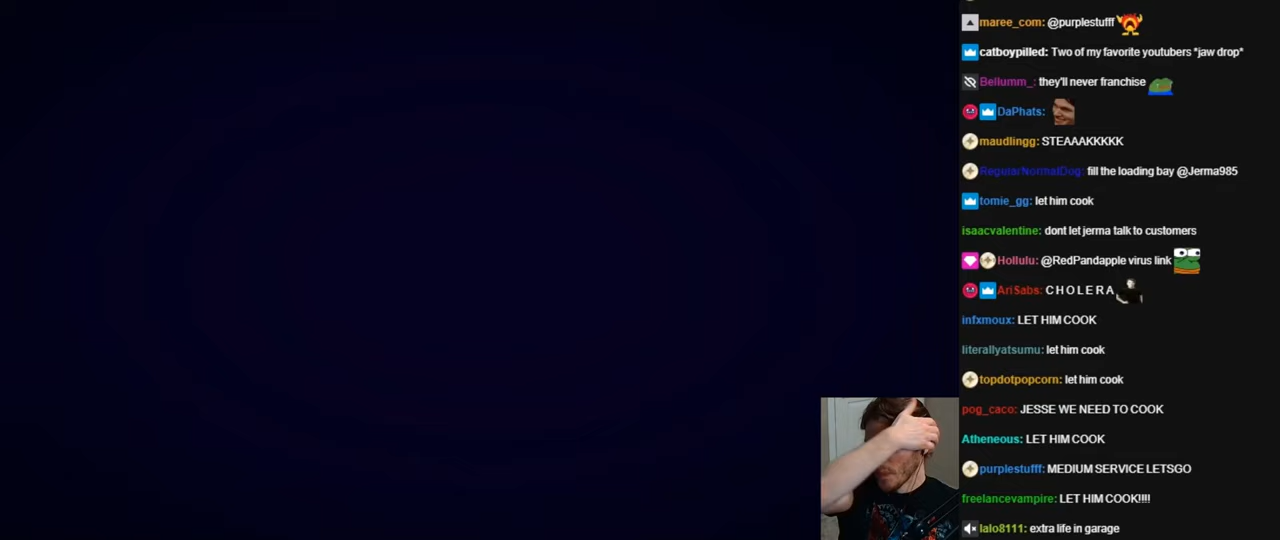 maree_com: @purplestufff
catboypilled: Two of my favorite youtubers *jaw drop*
Bellumm_: they'll never franchise
DaPhats:
maudlingg: STEAAAKKKKK
RegularNormalDog: fill the loading bay @Jerma985
tomie_gg: let him cook
isaacvalentine: dont let jerma talk to customers
Hollulu: @RedPandapple virus link
AriSabs: C H O L E R A
infxmoux: LET HIM COOK
literallyatsumu: let him cook
topdotpopcorn: let him cook
pog_caco: JESSE WE NEED TO COOK
Atheneous: LET HIM COOK
purplestufff: MEDIUM SERVICE LETSGO
freelancevampire: LET HIM COOK!!!!
lalo8111: extra life in garage